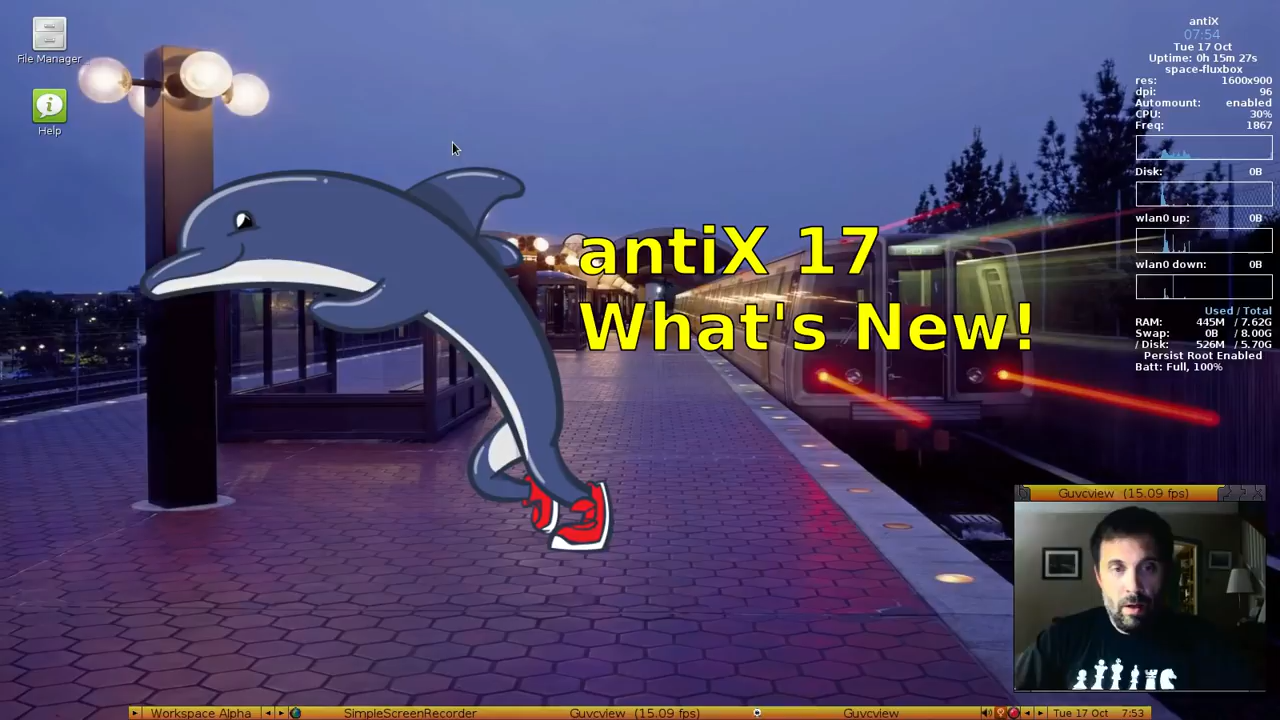 File Manager
Help
antiX 17
What's New!
antiX
07:54
Tue 17 Oct
Uptime: 0h 15m 27s
space-fluxbox
res: 1600x900
dpi: 96
Automount: enabled
CPU: 30%
Freq: 1867
Disk: 0B
wlan0 up: 0B
wlan0 down: 0B
Used / Total
RAM: 445M / 7.62G
Swap: 0B / 8.00G
/ Disk: 526M / 5.70G
Persist Root Enabled
Batt: Full, 100%
Guvcview (15.09 fps)
Workspace Alpha SimpleScreenRecorder Guvcview (15.09 fps) Guvcview Tue 17 Oct 7:53